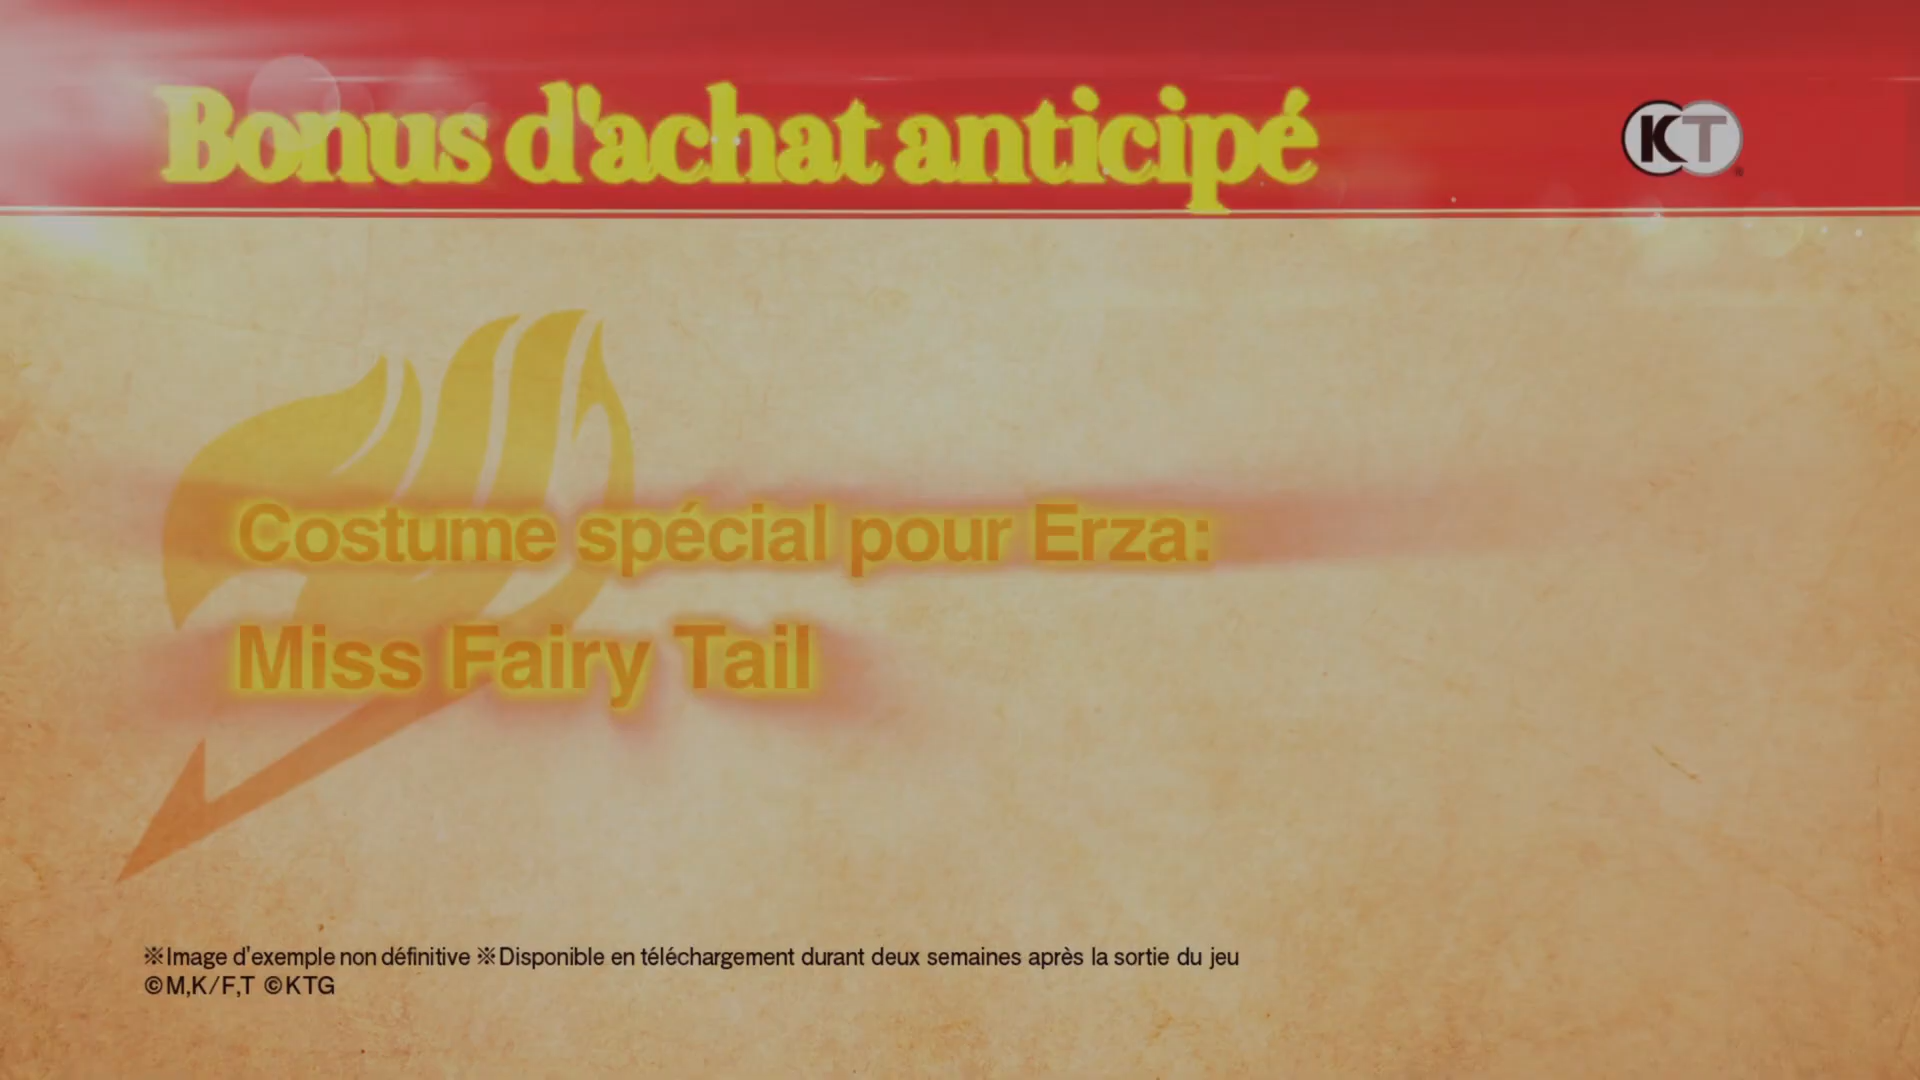 Bonus d'achat anticipé
KT
Costume spécial pour Erza:
Miss Fairy Tail
※Image d'exemple non définitive ※Disponible en téléchargement durant deux semaines après la sortie du jeu
©M,K/F,T ©KTG